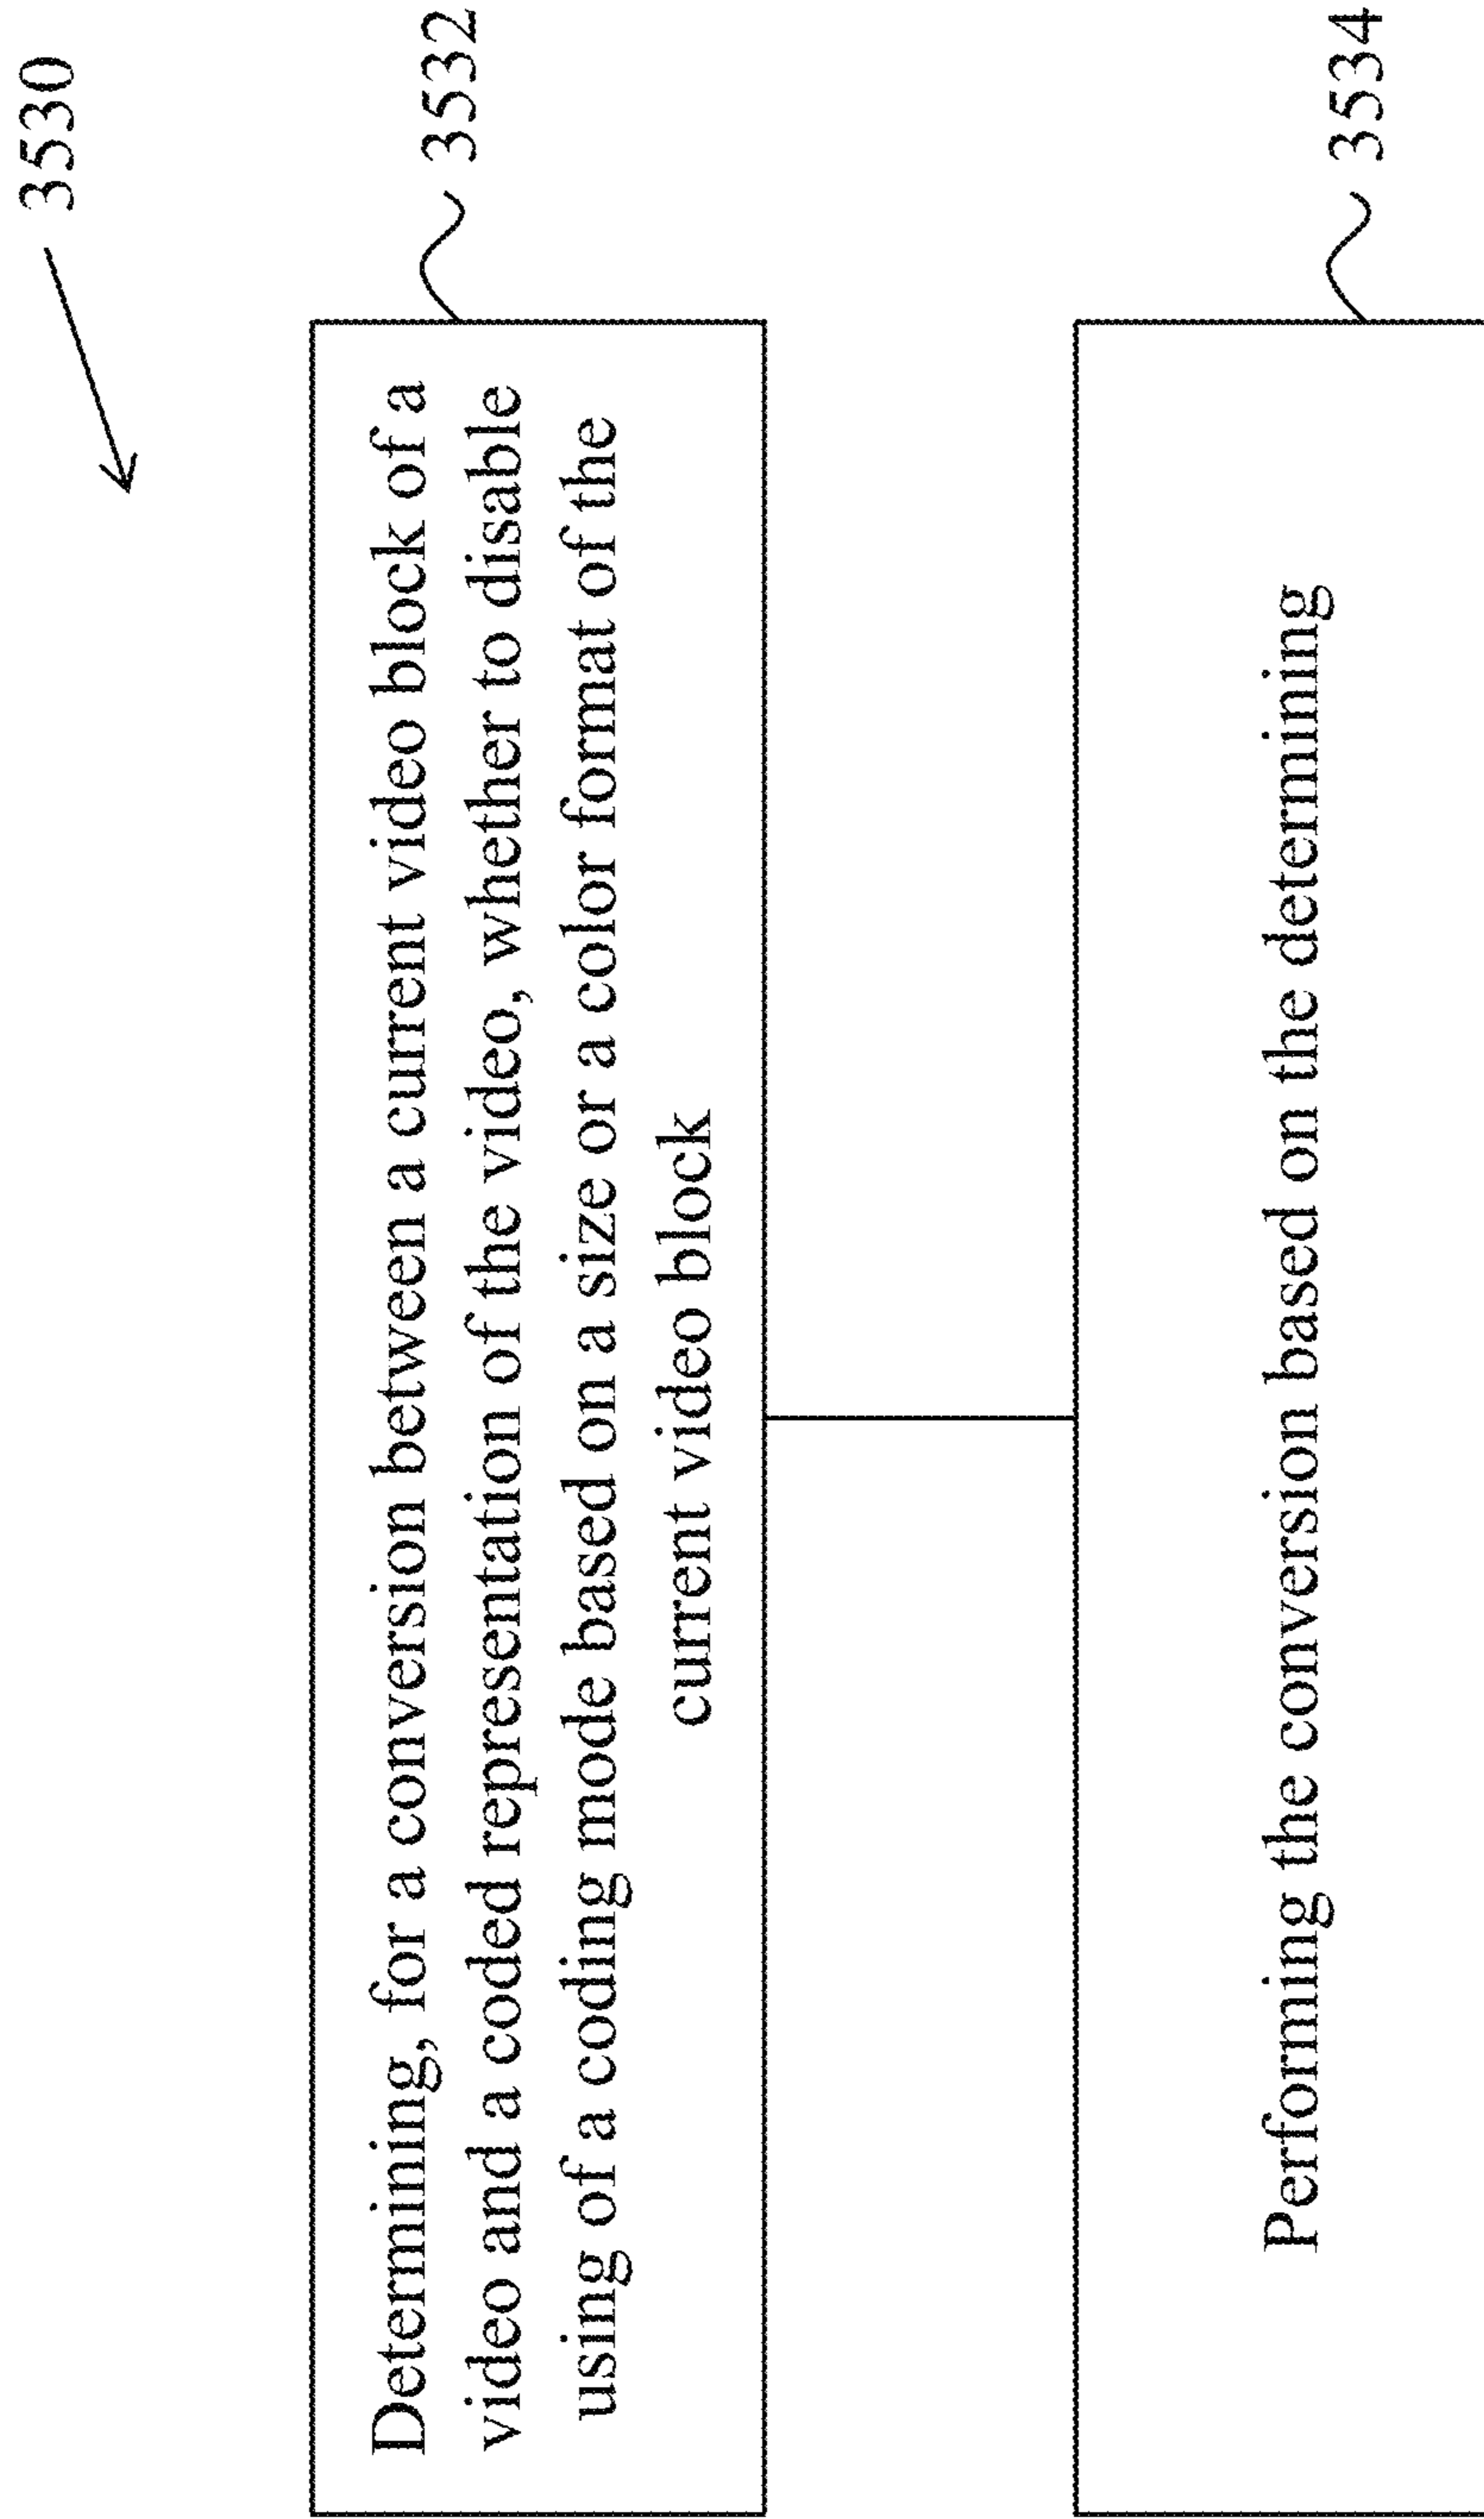 3530
Determining, for a conversion between a current video block of a
video and a coded representation of the video, whether to disable
using of a coding mode based on a size or a color format of the
current video block
3532
Performing the conversion based on the determining
3534